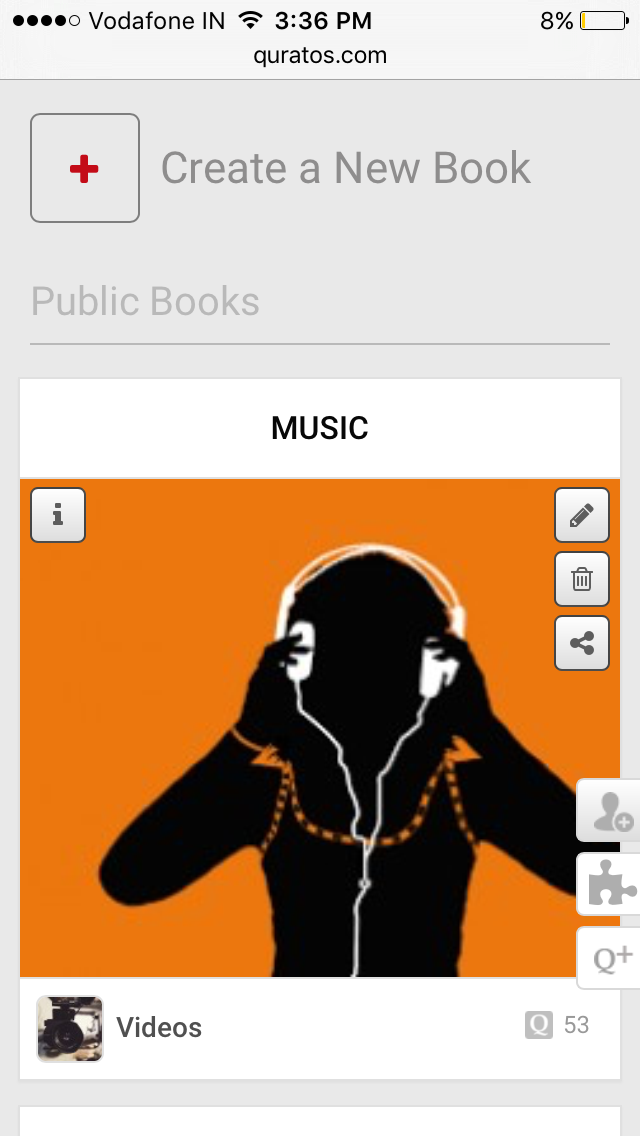 Vodafone IN 3:36 PM 8%
quratos.com
Create a New Book
Public Books
MUSIC
Q+
Videos Q 53